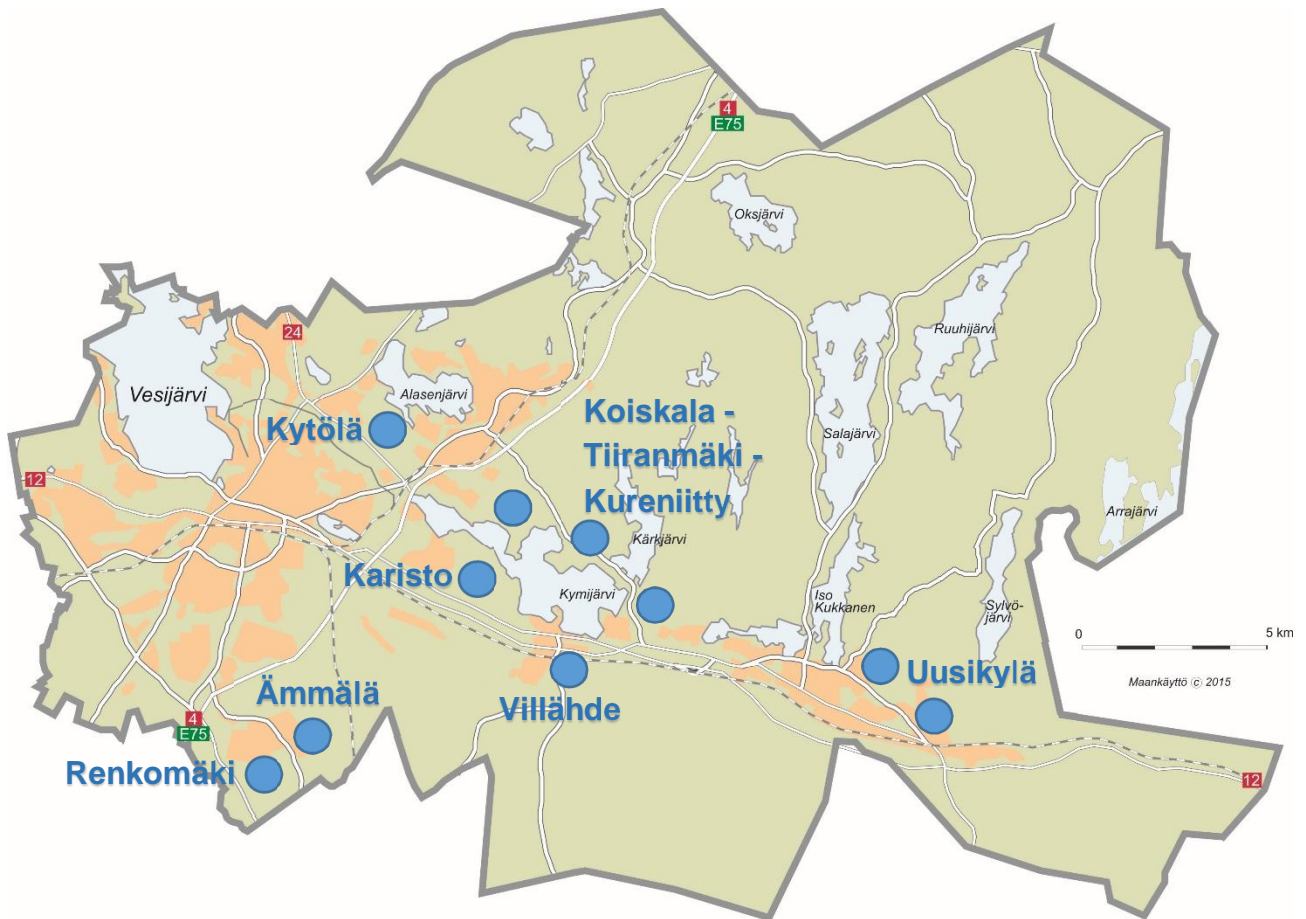 4
E75
Oksjärvi
24
Ruuhijärvi
Vesijärvi
Alasenjärvi
Koiskala -
Tiiranmäki -
Kureniitty
Kytölä
Salajärvi
12
Arrajärvi
Kärkjärvi
Karisto
Kymijärvi
Iso
Kukkanen
Sylvö-
järvi
0 5 km
Maankäyttö © 2015
Uusikylä
Ämmälä
Villähde
4
E75
Renkomäki
12